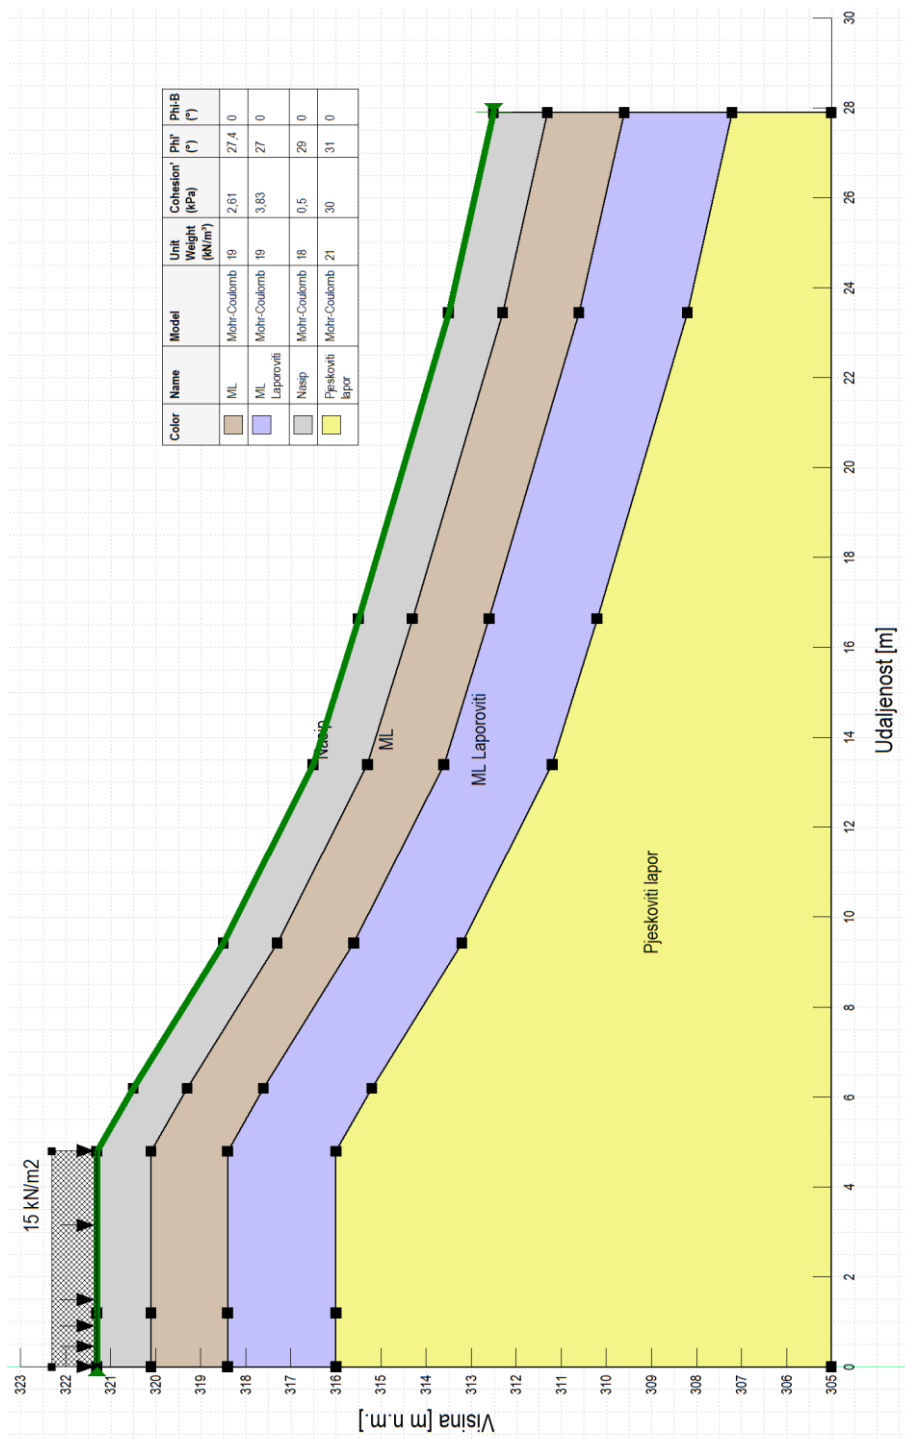 15 kN/m2
Color Name Model Unit Weight (kN/m³) Cohesion' (kPa) Phi' (°) Phi-B (°)
ML Mohr-Coulomb 19 2,61 27,4 0
ML Laporoviti Mohr-Coulomb 19 3,83 27 0
Nasip Mohr-Coulomb 18 0,5 29 0
Pjeskoviti lapor Mohr-Coulomb 21 30 31 0
Nasip
ML
ML Laporoviti
Pjeskoviti lapor
Visina [m n.m.]
323
322
321
320
319
318
317
316
315
314
313
312
311
310
309
308
307
306
305
0 2 4 6 8 10 12 14 16 18 20 22 24 26 28 30
Udaljenost [m]